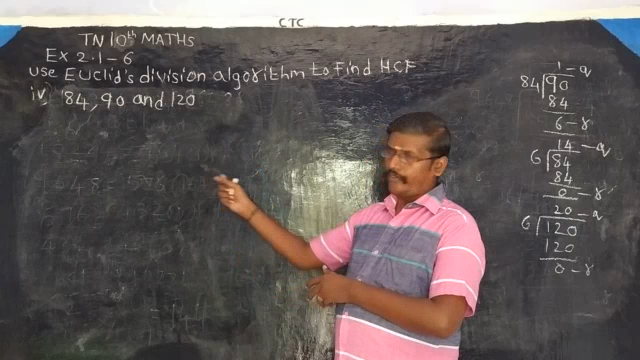 CTC
TN 10th MATHS
Ex 2.1-6
use Euclid's division algorithm to find HCF
iv) 84, 90 and 120
1 - q
84 90
84
6 - r
14 - q
6 84
84
0 - r
20 - q
6 120
120
0 - r